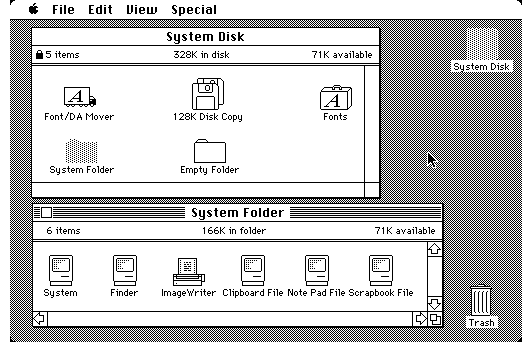 File Edit View Special
System Disk
5 items 328K in disk 71K available
Font/DA Mover 128K Disk Copy Fonts
System Folder Empty Folder
System Disk
System Folder
6 items 166K in folder 71K available
System Finder ImageWriter Clipboard File Note Pad File Scrapbook File
Trash